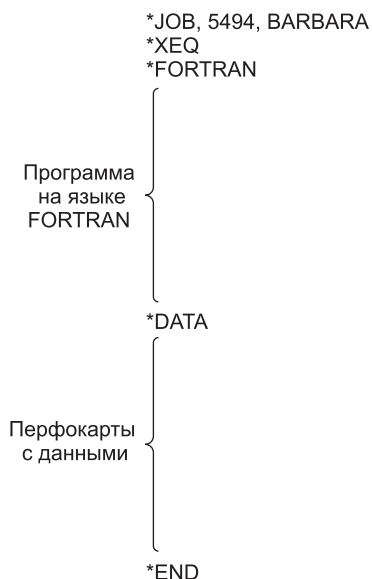 *JOB, 5494, BARBARA
*XEQ
*FORTRAN
Программа
на языке
FORTRAN
*DATA
Перфокарты
с данными
*END